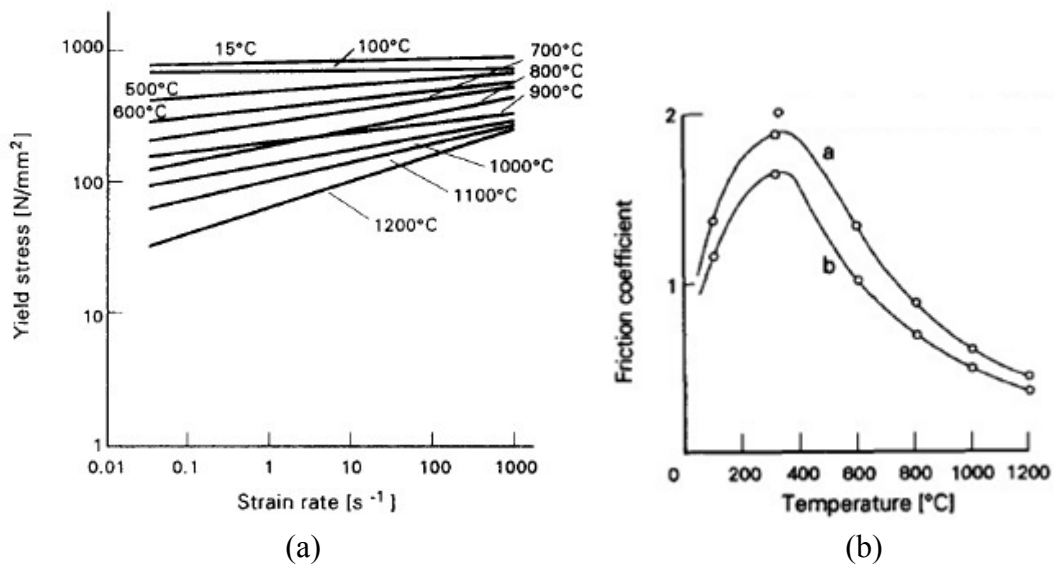 1000
15°C
100°C
700°C
800°C
500°C
900°C
600°C
100
1000°C
1100°C
1200°C
10
1
0.01 0.1 1 10 100 1000
Yield stress [N/mm²]
Strain rate [s⁻¹]
(a)
2
a
b
1
0 200 400 600 800 1000 1200
Friction coefficient
Temperature [°C]
(b)